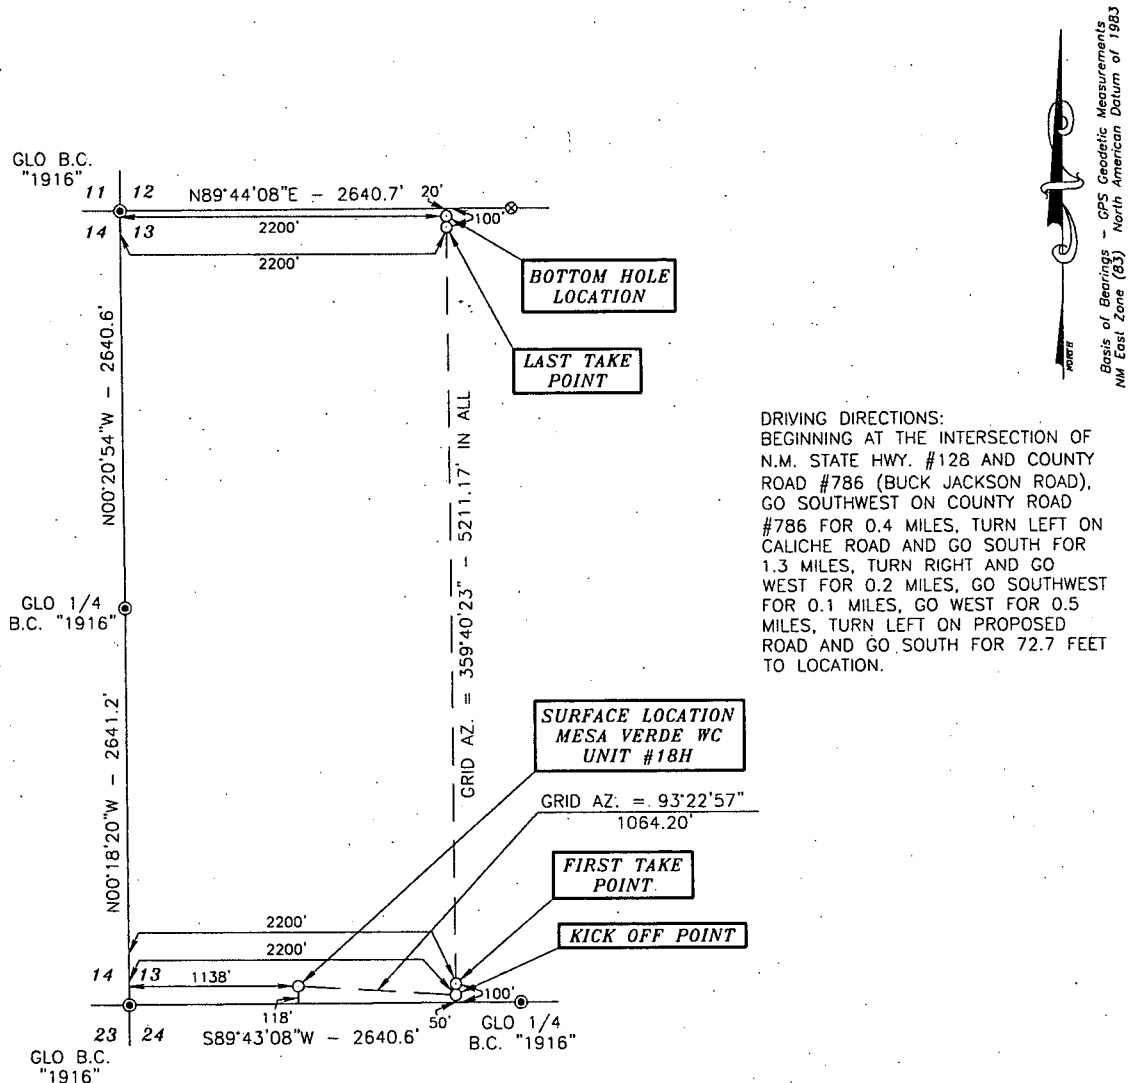 GLO B.C.
"1916"
11 12
N89°44'08"E – 2640.7'
20'
100'
2200'
14 13
2200'
BOTTOM HOLE
LOCATION
LAST TAKE
POINT
N00°20'54"W – 2640.6'
GRID AZ. = 359°40'23" – 5211.17' IN ALL
GLO 1/4
B.C. "1916"
N00°18'20"W – 2641.2'
SURFACE LOCATION
MESA VERDE WC
UNIT #18H
GRID AZ. = 93°22'57"
1064.20'
FIRST TAKE
POINT
KICK OFF POINT
2200'
2200'
14 13
1138'
100'
118'
50'
GLO 1/4
B.C. "1916"
23 24
S89°43'08"W – 2640.6'
GLO B.C.
"1916"
NORTH
Basis of Bearings – GPS Geodetic Measurements
NM East Zone (83) North American Datum of 1983
DRIVING DIRECTIONS:
BEGINNING AT THE INTERSECTION OF
N.M. STATE HWY. #128 AND COUNTY
ROAD #786 (BUCK JACKSON ROAD),
GO SOUTHWEST ON COUNTY ROAD
#786 FOR 0.4 MILES, TURN LEFT ON
CALICHE ROAD AND GO SOUTH FOR
1.3 MILES, TURN RIGHT AND GO
WEST FOR 0.2 MILES, GO SOUTHWEST
FOR 0.1 MILES, GO WEST FOR 0.5
MILES, TURN LEFT ON PROPOSED
ROAD AND GO SOUTH FOR 72.7 FEET
TO LOCATION.